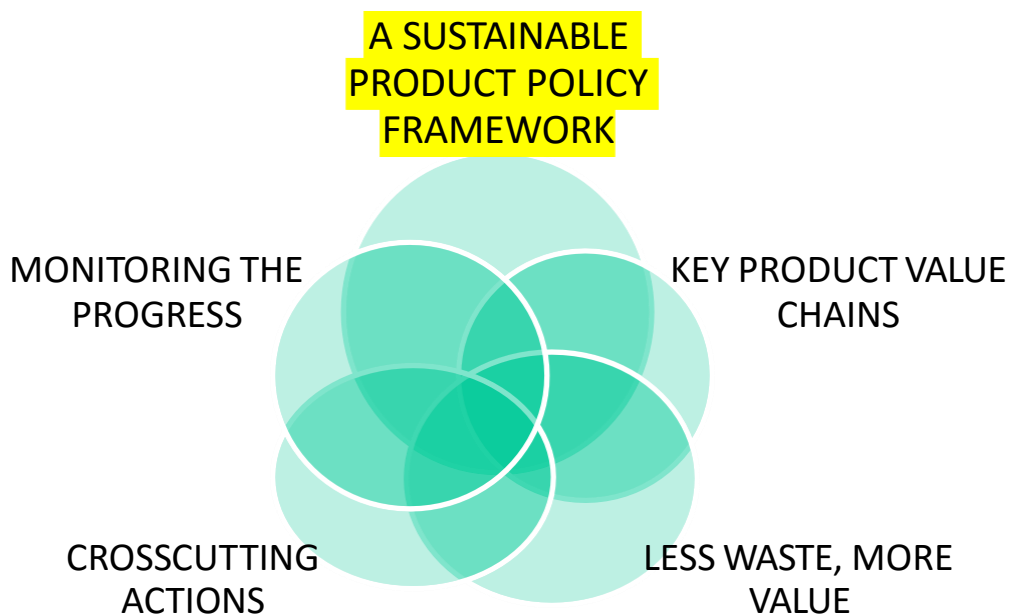 A SUSTAINABLE
PRODUCT POLICY
FRAMEWORK
MONITORING THE
PROGRESS
KEY PRODUCT VALUE
CHAINS
CROSSCUTTING
ACTIONS
LESS WASTE, MORE
VALUE